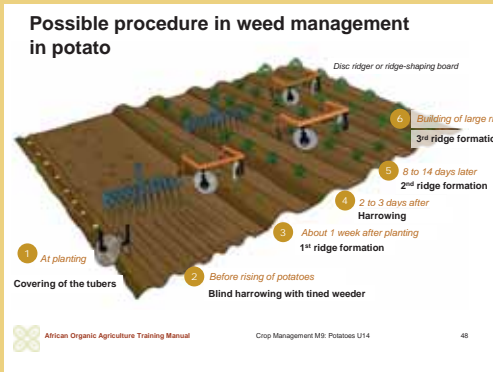 Possible procedure in weed management
in potato
Disc ridger or ridge-shaping board
6 Building of large
3rd ridge
5 8 to 14 days later
2nd ridge formation
4 2 to 3 days after
Harrowing
3 About 1 week after planting
1st ridge formation
1 At planting
Covering of the tubers
2 Before rising of potatoes
Blind harrowing with tined weeder
African Organic Agriculture Training Manual
Crop Management M9: Potatoes U14
48